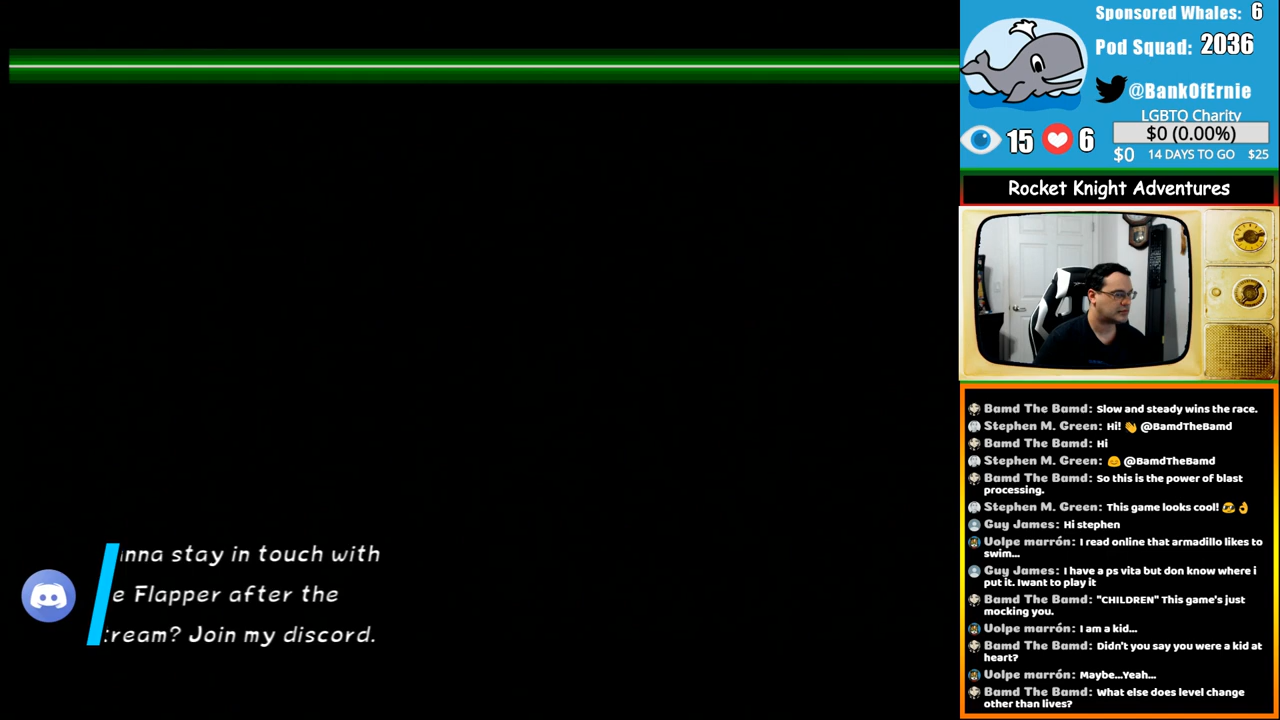 Sponsored Whales: 6
Pod Squad: 2036
@BankOfErnie
LGBTQ Charity
$0 (0.00%)
15 6 $0 14 DAYS TO GO $25
Rocket Knight Adventures
Bamd The Bamd: Slow and steady wins the race.
Stephen M. Green: Hi! 👋 @BamdTheBamd
Bamd The Bamd: Hi
Stephen M. Green: 🤗 @BamdTheBamd
Bamd The Bamd: So this is the power of blast
processing.
Stephen M. Green: This game looks cool! 👌
Guy James: Hi stephen
Uolpe marrón: I read online that armadillo likes to
swim...
Guy James: I have a ps vita but don know where i
put it. Iwant to play it
Bamd The Bamd: "CHILDREN" This game's just
mocking you.
Uolpe marrón: I am a kid...
Bamd The Bamd: Didn't you say you were a kid at
heart?
Uolpe marrón: Maybe...Yeah...
Bamd The Bamd: What else does level change
other than lives?
nna stay in touch with
e Flapper after the
ream? Join my discord.